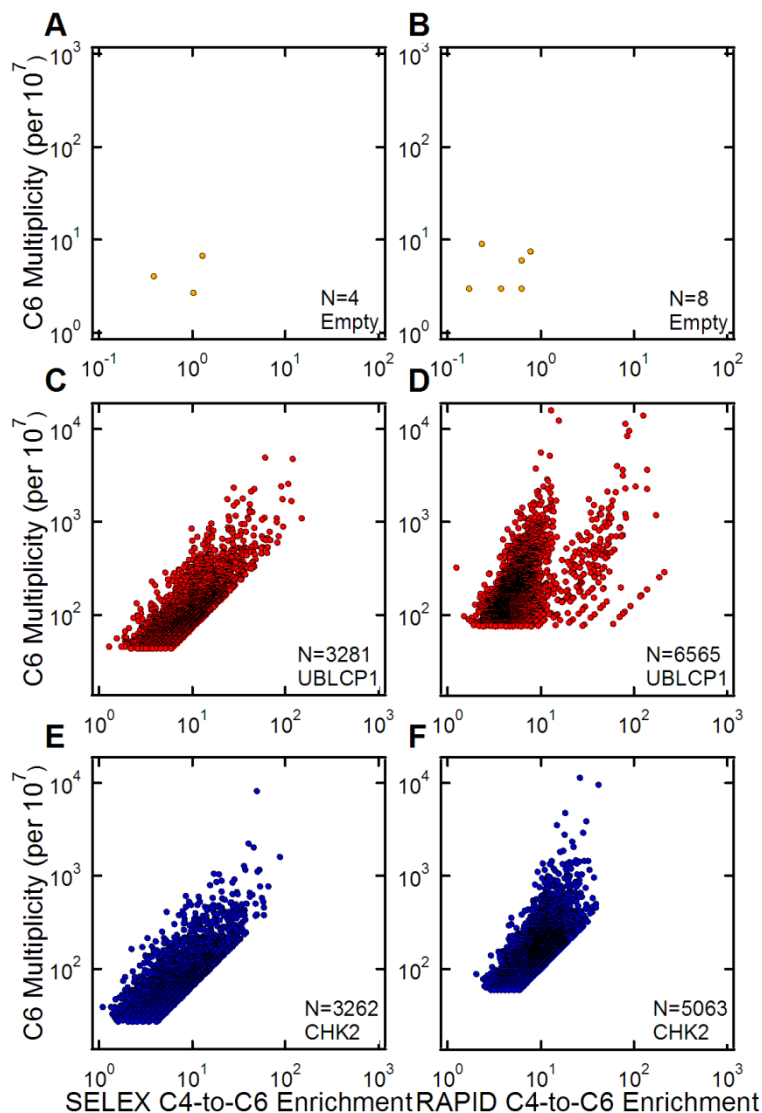 A B
C6 Multiplicity (per 10^7)
10^3 10^3
10^2 10^2
10^1 10^1
10^0 10^0
N=4 N=8
Empty Empty
10^-1 10^0 10^1 10^2 10^-1 10^0 10^1 10^2
C D
C6 Multiplicity (per 10^7)
10^4 10^4
10^3 10^3
10^2 10^2
N=3281 N=6565
UBLCP1 UBLCP1
10^0 10^1 10^2 10^3 10^0 10^1 10^2 10^3
E F
C6 Multiplicity (per 10^7)
10^4 10^4
10^3 10^3
10^2 10^2
N=3262 N=5063
CHK2 CHK2
10^0 10^1 10^2 10^3 10^0 10^1 10^2 10^3
SELEX C4-to-C6 Enrichment RAPID C4-to-C6 Enrichment